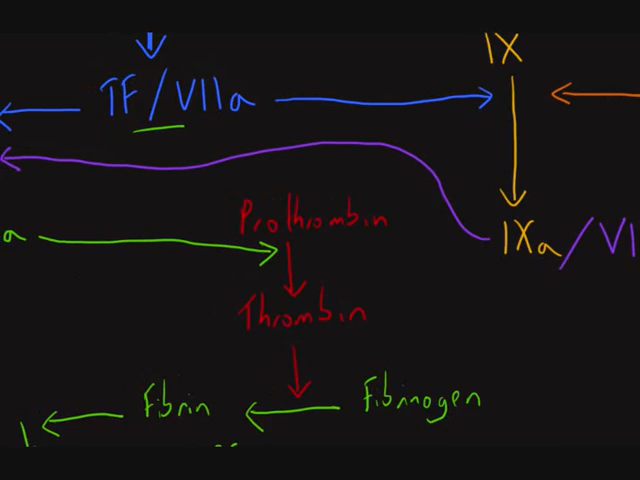 IX
TF/VIIa
Prothrombin
a
IXa/VI
Thrombin
Fibrin
Fibrinogen